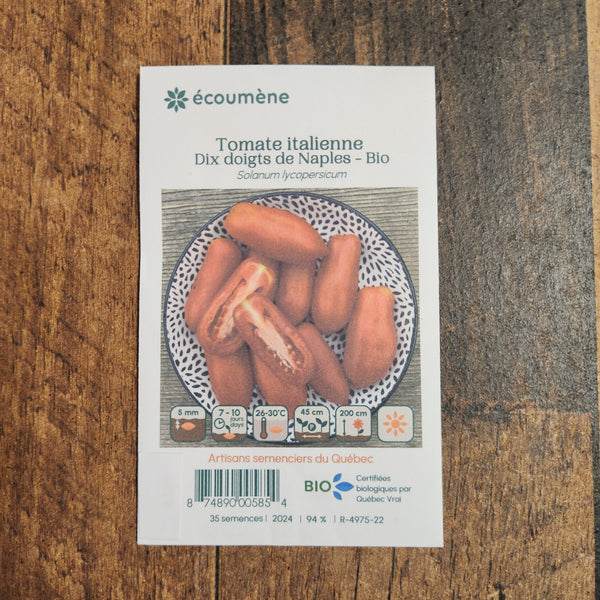 écoumène
Tomate italienne
Dix doigts de Naples - Bio
Solanum lycopersicum
5 mm
7 - 10
jours
days
26-30°C
45 cm
200 cm
Artisans semenciers du Québec
8 74890 00585 4
BIO
Certifiées
biologiques par
Québec Vrai
35 semences | 2024 | 94 % | R-4975-22